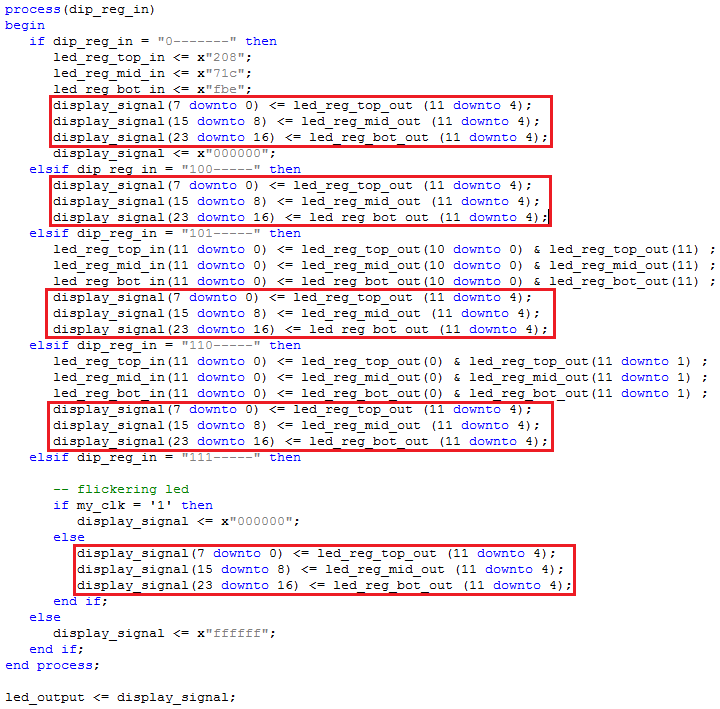 process(dip_reg_in)
begin
   if dip_reg_in = "0-------" then
      led_reg_top_in <= x"208";
      led_reg_mid_in <= x"71c";
      led_reg_bot_in <= x"fbe";
      display_signal(7 downto 0) <= led_reg_top_out (11 downto 4);
      display_signal(15 downto 8) <= led_reg_mid_out (11 downto 4);
      display_signal(23 downto 16) <= led_reg_bot_out (11 downto 4);
      display_signal <= x"000000";
   elsif dip_reg_in = "100-----" then
      display_signal(7 downto 0) <= led_reg_top_out (11 downto 4);
      display_signal(15 downto 8) <= led_reg_mid_out (11 downto 4);
      display_signal(23 downto 16) <= led_reg_bot_out (11 downto 4);
   elsif dip_reg_in = "101-----" then
      led_reg_top_in(11 downto 0) <= led_reg_top_out(10 downto 0) & led_reg_top_out(11) ;
      led_reg_mid_in(11 downto 0) <= led_reg_mid_out(10 downto 0) & led_reg_mid_out(11) ;
      led_reg_bot_in(11 downto 0) <= led_reg_bot_out(10 downto 0) & led_reg_bot_out(11) ;
      display_signal(7 downto 0) <= led_reg_top_out (11 downto 4);
      display_signal(15 downto 8) <= led_reg_mid_out (11 downto 4);
      display_signal(23 downto 16) <= led_reg_bot_out (11 downto 4);
   elsif dip_reg_in = "110-----" then
      led_reg_top_in(11 downto 0) <= led_reg_top_out(0) & led_reg_top_out(11 downto 1) ;
      led_reg_mid_in(11 downto 0) <= led_reg_mid_out(0) & led_reg_mid_out(11 downto 1) ;
      led_reg_bot_in(11 downto 0) <= led_reg_bot_out(0) & led_reg_bot_out(11 downto 1) ;
      display_signal(7 downto 0) <= led_reg_top_out (11 downto 4);
      display_signal(15 downto 8) <= led_reg_mid_out (11 downto 4);
      display_signal(23 downto 16) <= led_reg_bot_out (11 downto 4);
   elsif dip_reg_in = "111-----" then

      -- flickering led
      if my_clk = '1' then
         display_signal <= x"000000";
      else
         display_signal(7 downto 0) <= led_reg_top_out (11 downto 4);
         display_signal(15 downto 8) <= led_reg_mid_out (11 downto 4);
         display_signal(23 downto 16) <= led_reg_bot_out (11 downto 4);
      end if;
   else
      display_signal <= x"ffffff";
   end if;
end process;

led_output <= display_signal;